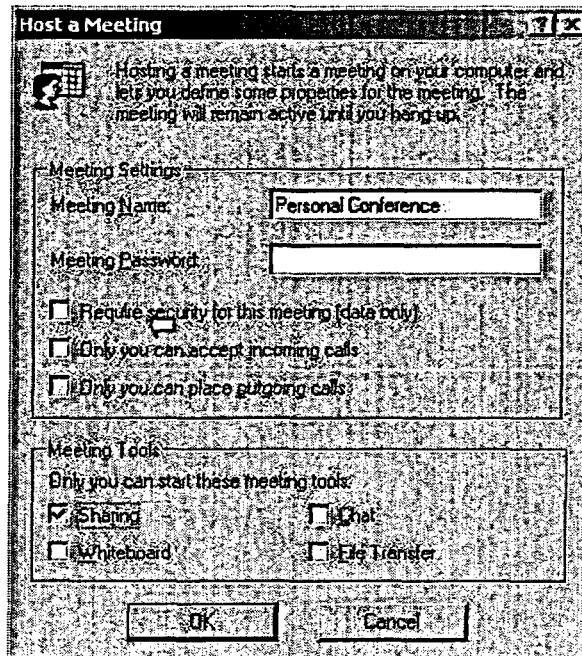 Host a Meeting
Hosting a meeting starts a meeting on your computer and
lets you define some properties for the meeting. The
meeting will remain active until you hang up.
Meeting Settings
Meeting Name:
Personal Conference
Meeting Password:
Require security for this meeting (data only)
Only you can accept incoming calls
Only you can place outgoing calls
Meeting Tools
Only you can start these meeting tools:
Sharing
Chat
Whiteboard
File Transfer
OK
Cancel